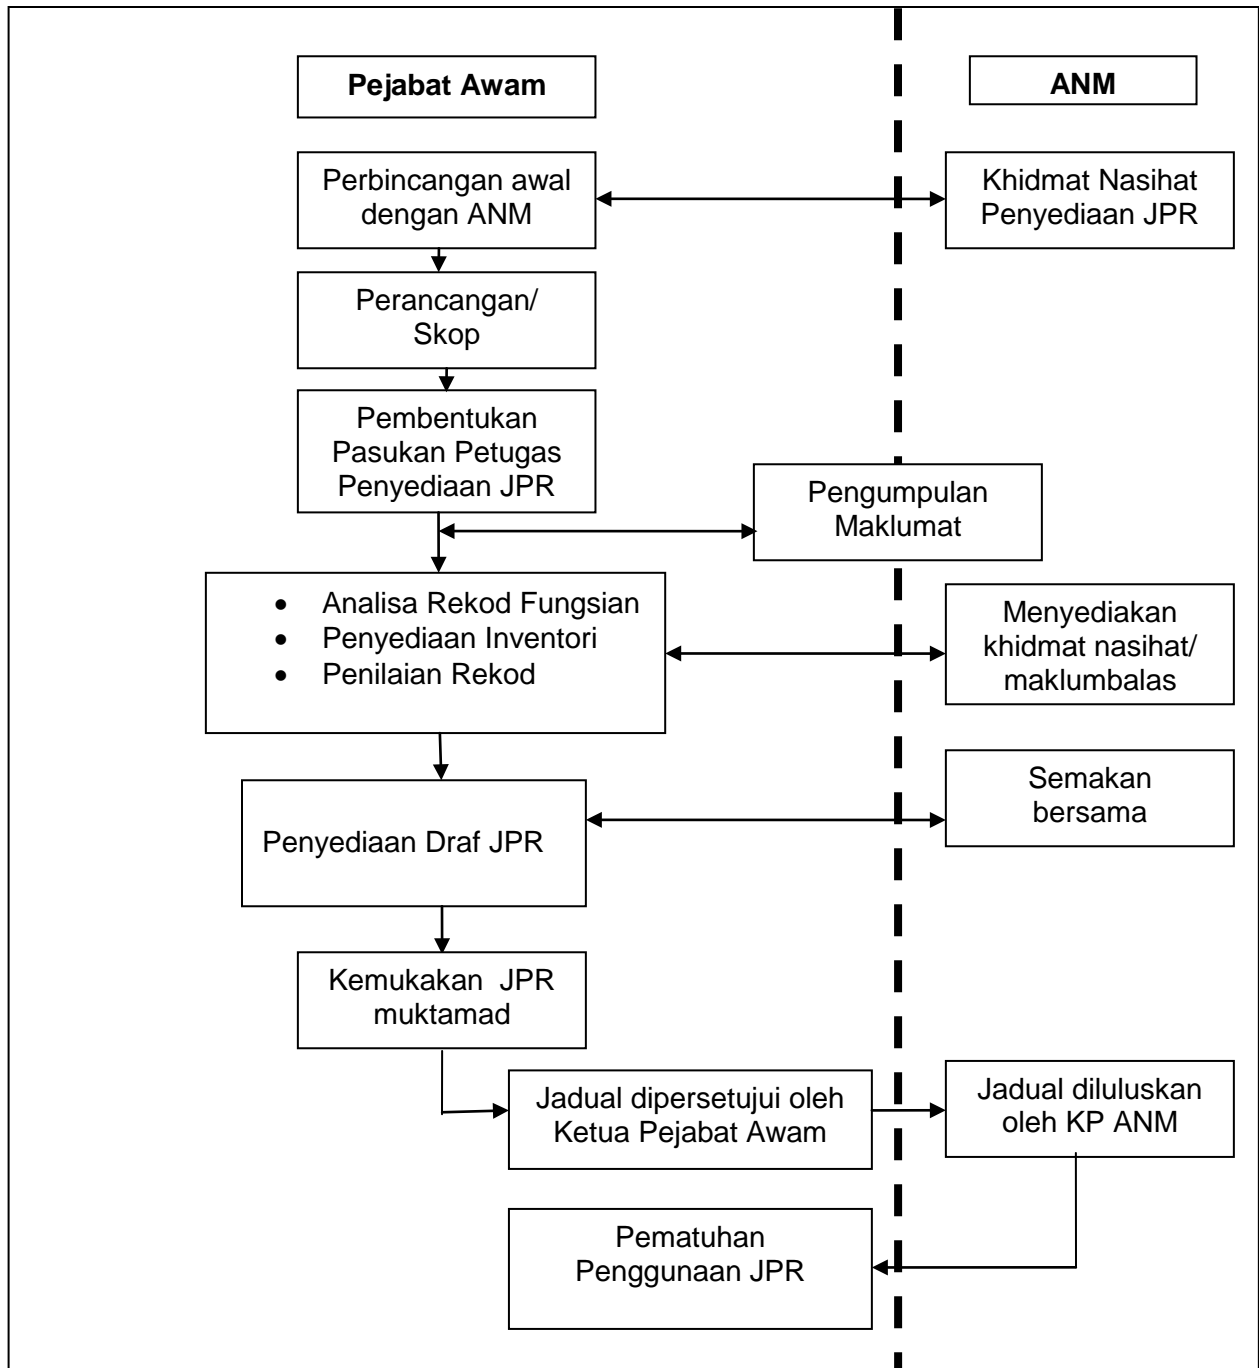 Pejabat Awam
ANM
Perbincangan awal
dengan ANM
Khidmat Nasihat
Penyediaan JPR
Perancangan/
Skop
Pembentukan
Pasukan Petugas
Penyediaan JPR
Pengumpulan
Maklumat
• Analisa Rekod Fungsian
• Penyediaan Inventori
• Penilaian Rekod
Menyediakan
khidmat nasihat/
maklumbalas
Penyediaan Draf JPR
Semakan
bersama
Kemukakan JPR
muktamad
Jadual dipersetujui oleh
Ketua Pejabat Awam
Jadual diluluskan
oleh KP ANM
Pematuhan
Penggunaan JPR